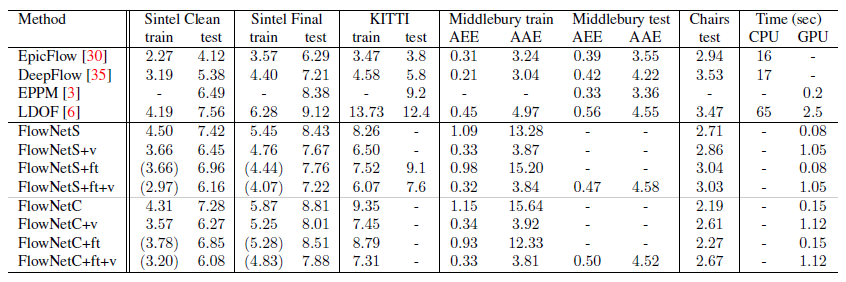 Method Sintel Clean Sintel Final KITTI Middlebury train Middlebury test Chairs Time (sec)
train test train test train test AEE AAE AEE AAE test CPU GPU
EpicFlow [30] 2.27 4.12 3.57 6.29 3.47 3.8 0.31 3.24 0.39 3.55 2.94 16 -
DeepFlow [35] 3.19 5.38 4.40 7.21 4.58 5.8 0.21 3.04 0.42 4.22 3.53 17 -
EPPM [3] - 6.49 - 8.38 - 9.2 - - 0.33 3.36 - - 0.2
LDOF [6] 4.19 7.56 6.28 9.12 13.73 12.4 0.45 4.97 0.56 4.55 3.47 65 2.5
FlowNetS 4.50 7.42 5.45 8.43 8.26 - 1.09 13.28 - - 2.71 - 0.08
FlowNetS+v 3.66 6.45 4.76 7.67 6.50 - 0.33 3.87 - - 2.86 - 1.05
FlowNetS+ft (3.66) 6.96 (4.44) 7.76 7.52 9.1 0.98 15.20 - - 3.04 - 0.08
FlowNetS+ft+v (2.97) 6.16 (4.07) 7.22 6.07 7.6 0.32 3.84 0.47 4.58 3.03 - 1.05
FlowNetC 4.31 7.28 5.87 8.81 9.35 - 1.15 15.64 - - 2.19 - 0.15
FlowNetC+v 3.57 6.27 5.25 8.01 7.45 - 0.34 3.92 - - 2.61 - 1.12
FlowNetC+ft (3.78) 6.85 (5.28) 8.51 8.79 - 0.93 12.33 - - 2.27 - 0.15
FlowNetC+ft+v (3.20) 6.08 (4.83) 7.88 7.31 - 0.33 3.81 0.50 4.52 2.67 - 1.12